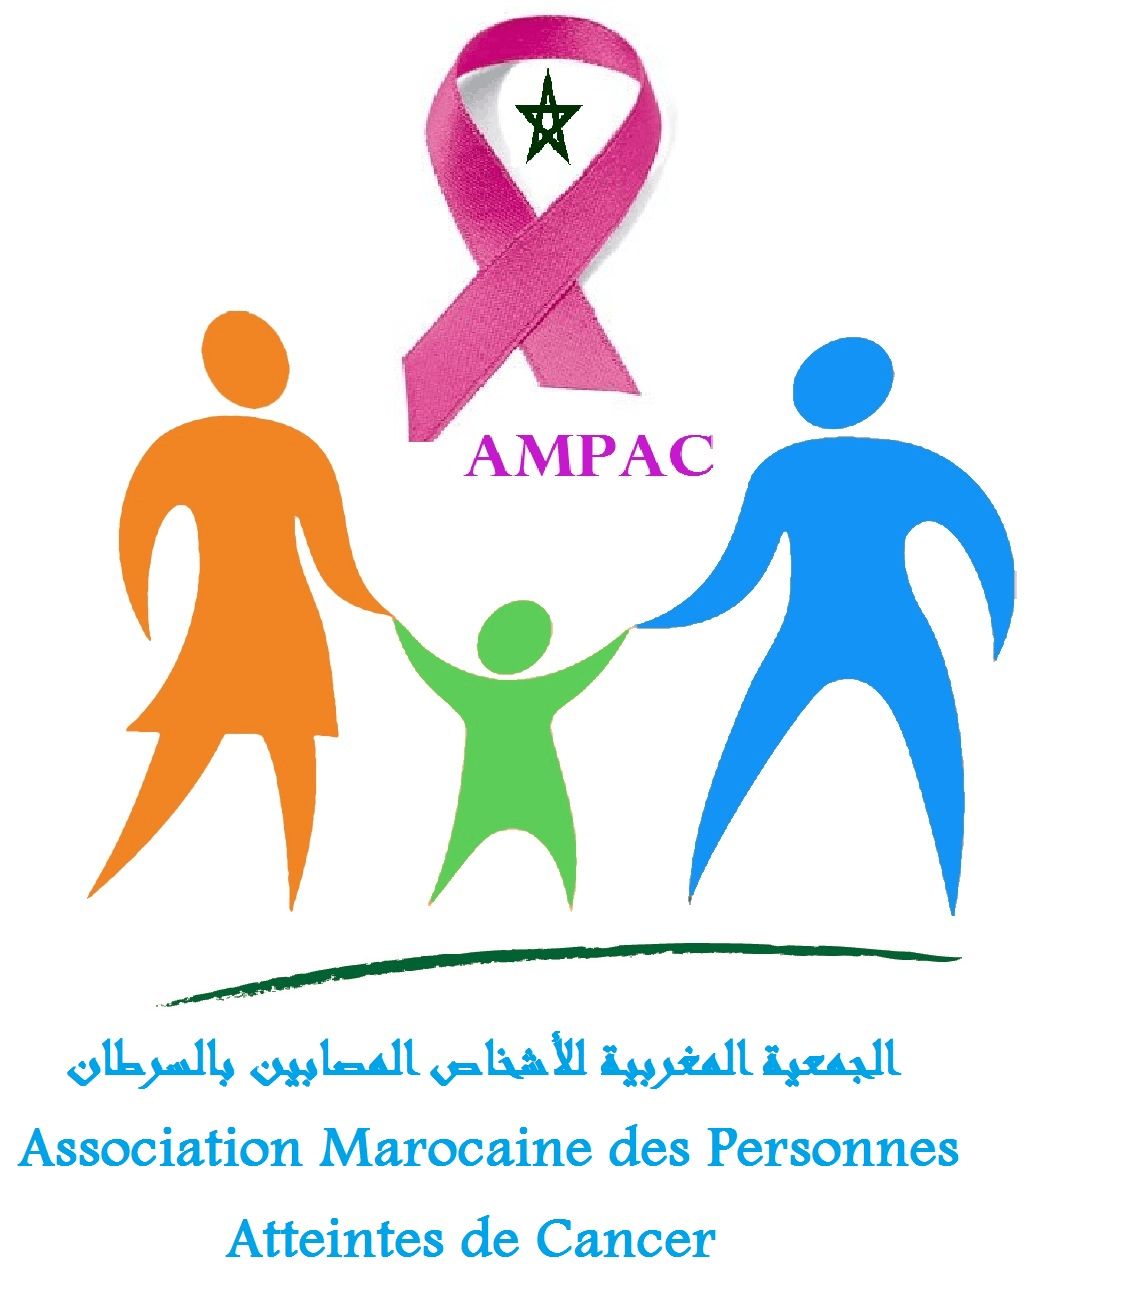 AMPAC
الجمعية المغربية للأشخاص المصابين بالسرطان
Association Marocaine des Personnes
Atteintes de Cancer